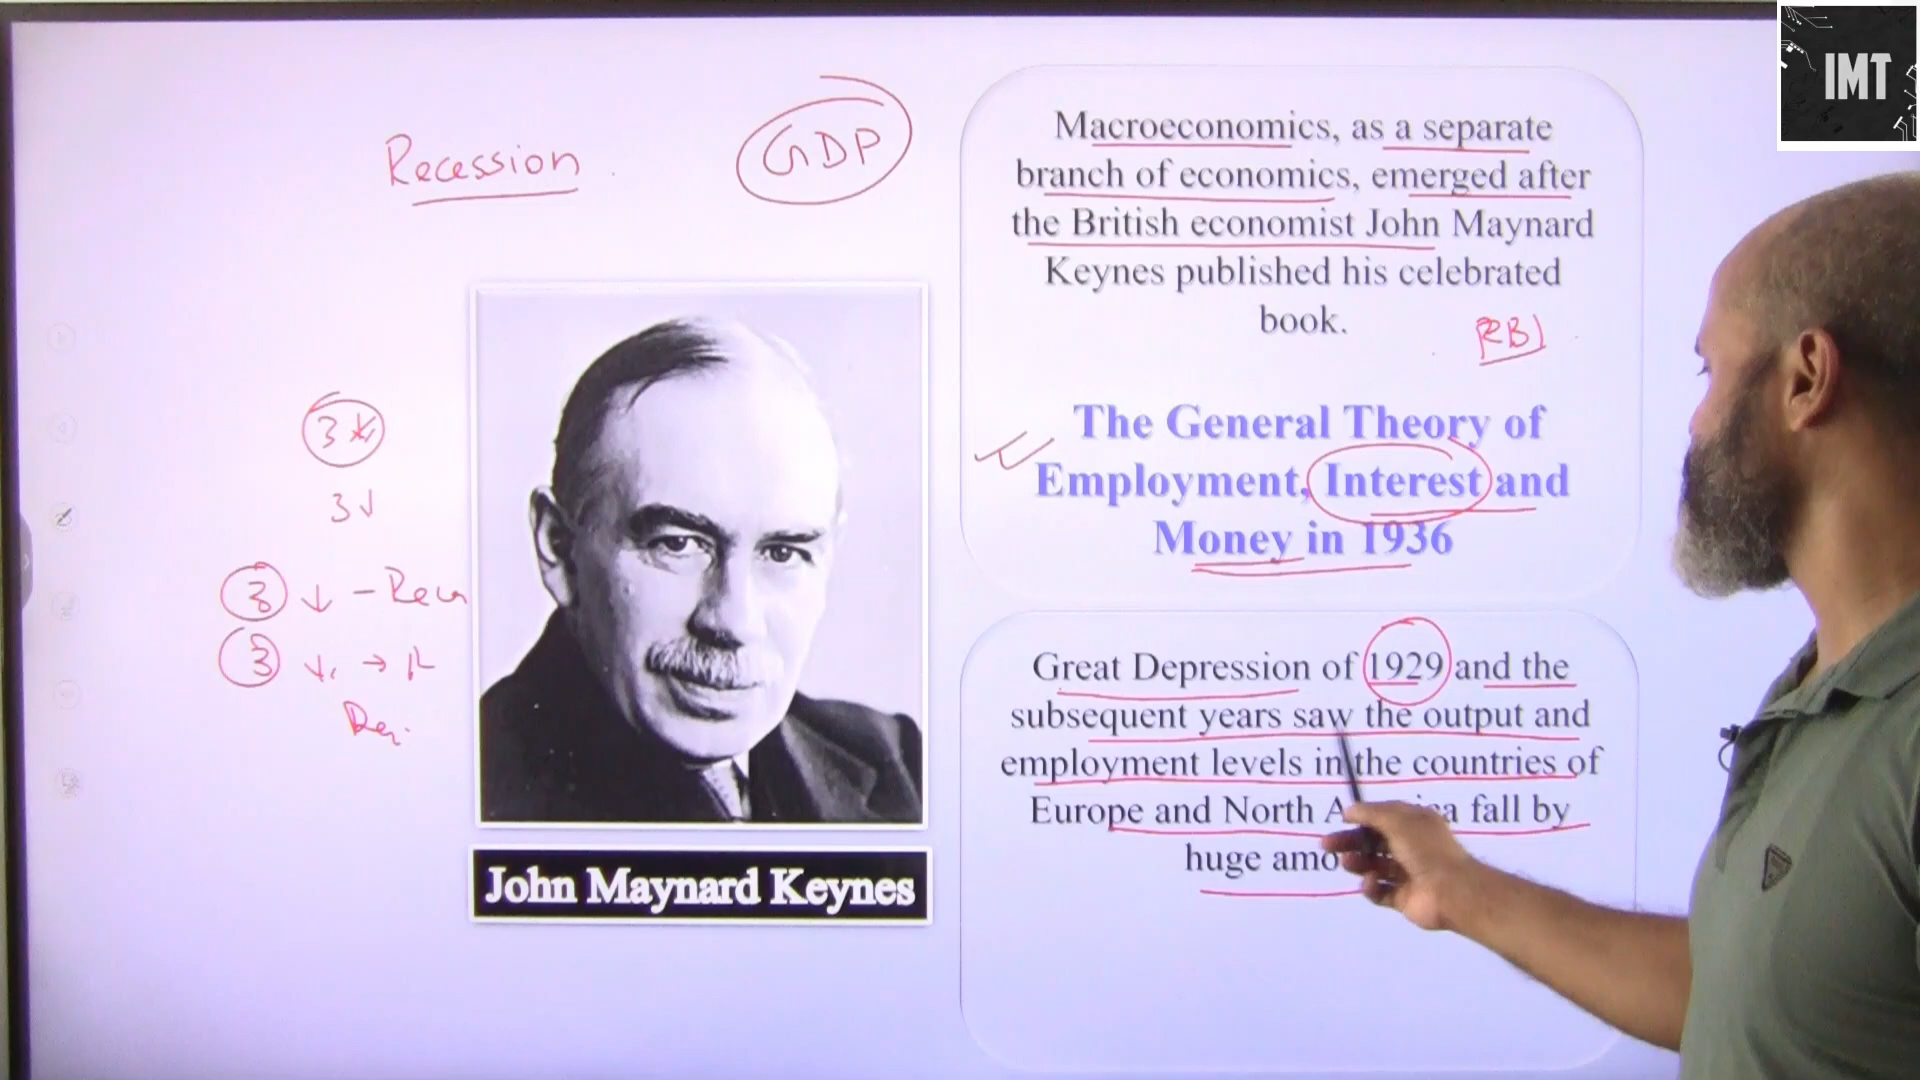 IMT
Recession
GDP
Macroeconomics, as a separate
branch of economics, emerged after
the British economist John Maynard
Keynes published his celebrated
book.
RBI
The General Theory of
Employment, Interest and
Money in 1936
3
3
3
3
Great Depression of 1929 and the
subsequent years saw the output and
employment levels in the countries of
Europe and North fall by
huge
John Maynard Keynes